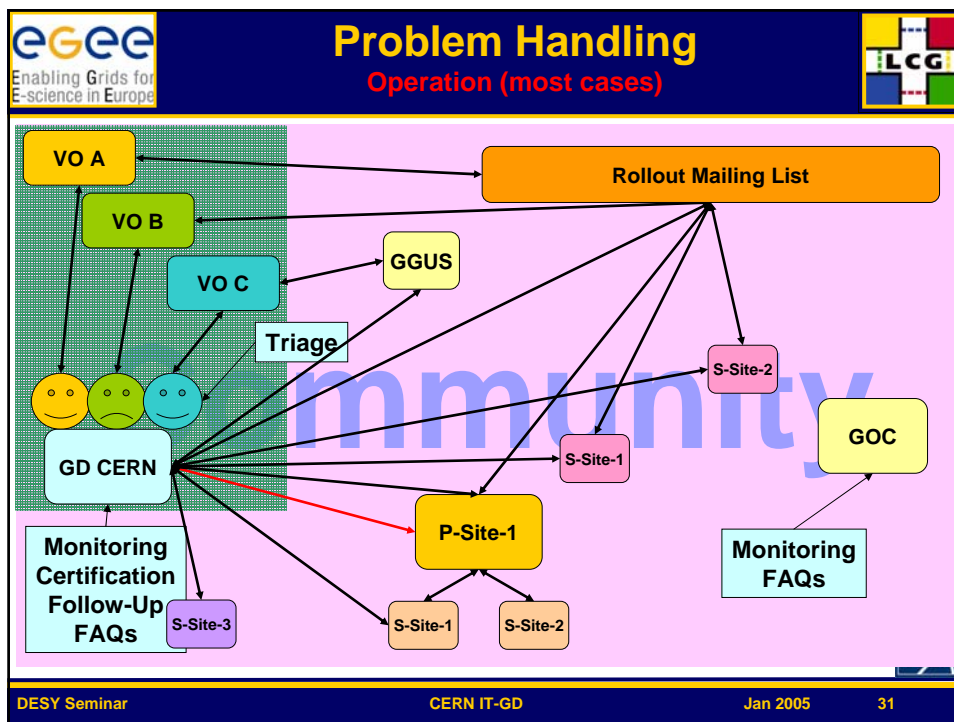 eGee
Enabling Grids for
E-science in Europe
Problem Handling
Operation (most cases)
LCG
VO A
Rollout Mailing List
VO B
GGUS
VO C
Triage
Community
S-Site-2
GOC
S-Site-1
GD CERN
P-Site-1
Monitoring
Certification
Follow-Up
FAQs
Monitoring
FAQs
S-Site-3
S-Site-1
S-Site-2
DESY Seminar
CERN IT-GD
Jan 2005
31